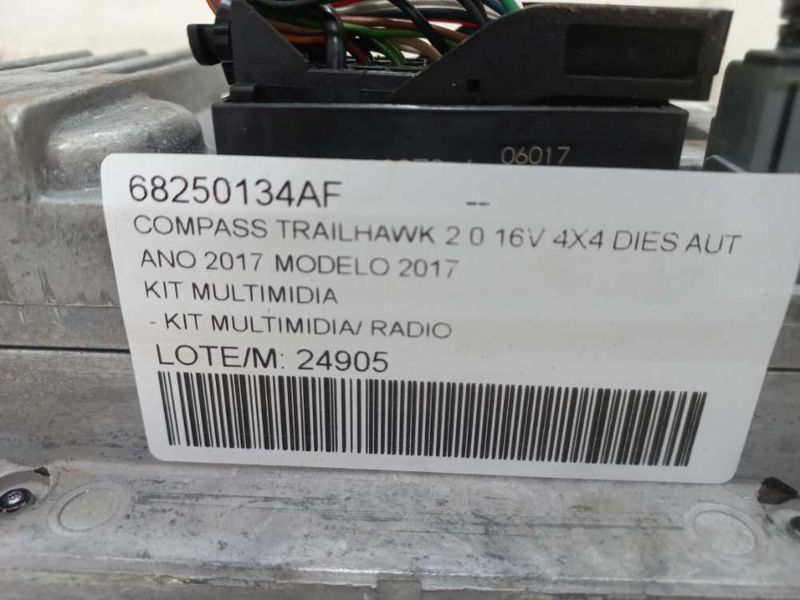 06017
68250134AF --
COMPASS TRAILHAWK 2 0 16V 4X4 DIES AUT
ANO 2017 MODELO 2017
KIT MULTIMIDIA
- KIT MULTIMIDIA/ RADIO
LOTE/M: 24905